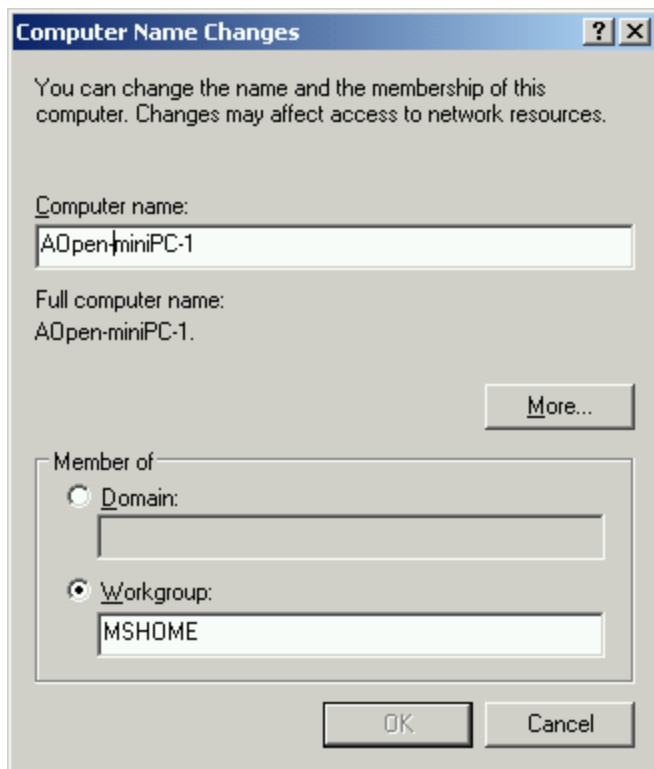 Computer Name Changes
You can change the name and the membership of this
computer. Changes may affect access to network resources.
Computer name:
AOpen-miniPC-1
Full computer name:
AOpen-miniPC-1.
More...
Member of
Domain:
Workgroup:
MSHOME
OK
Cancel